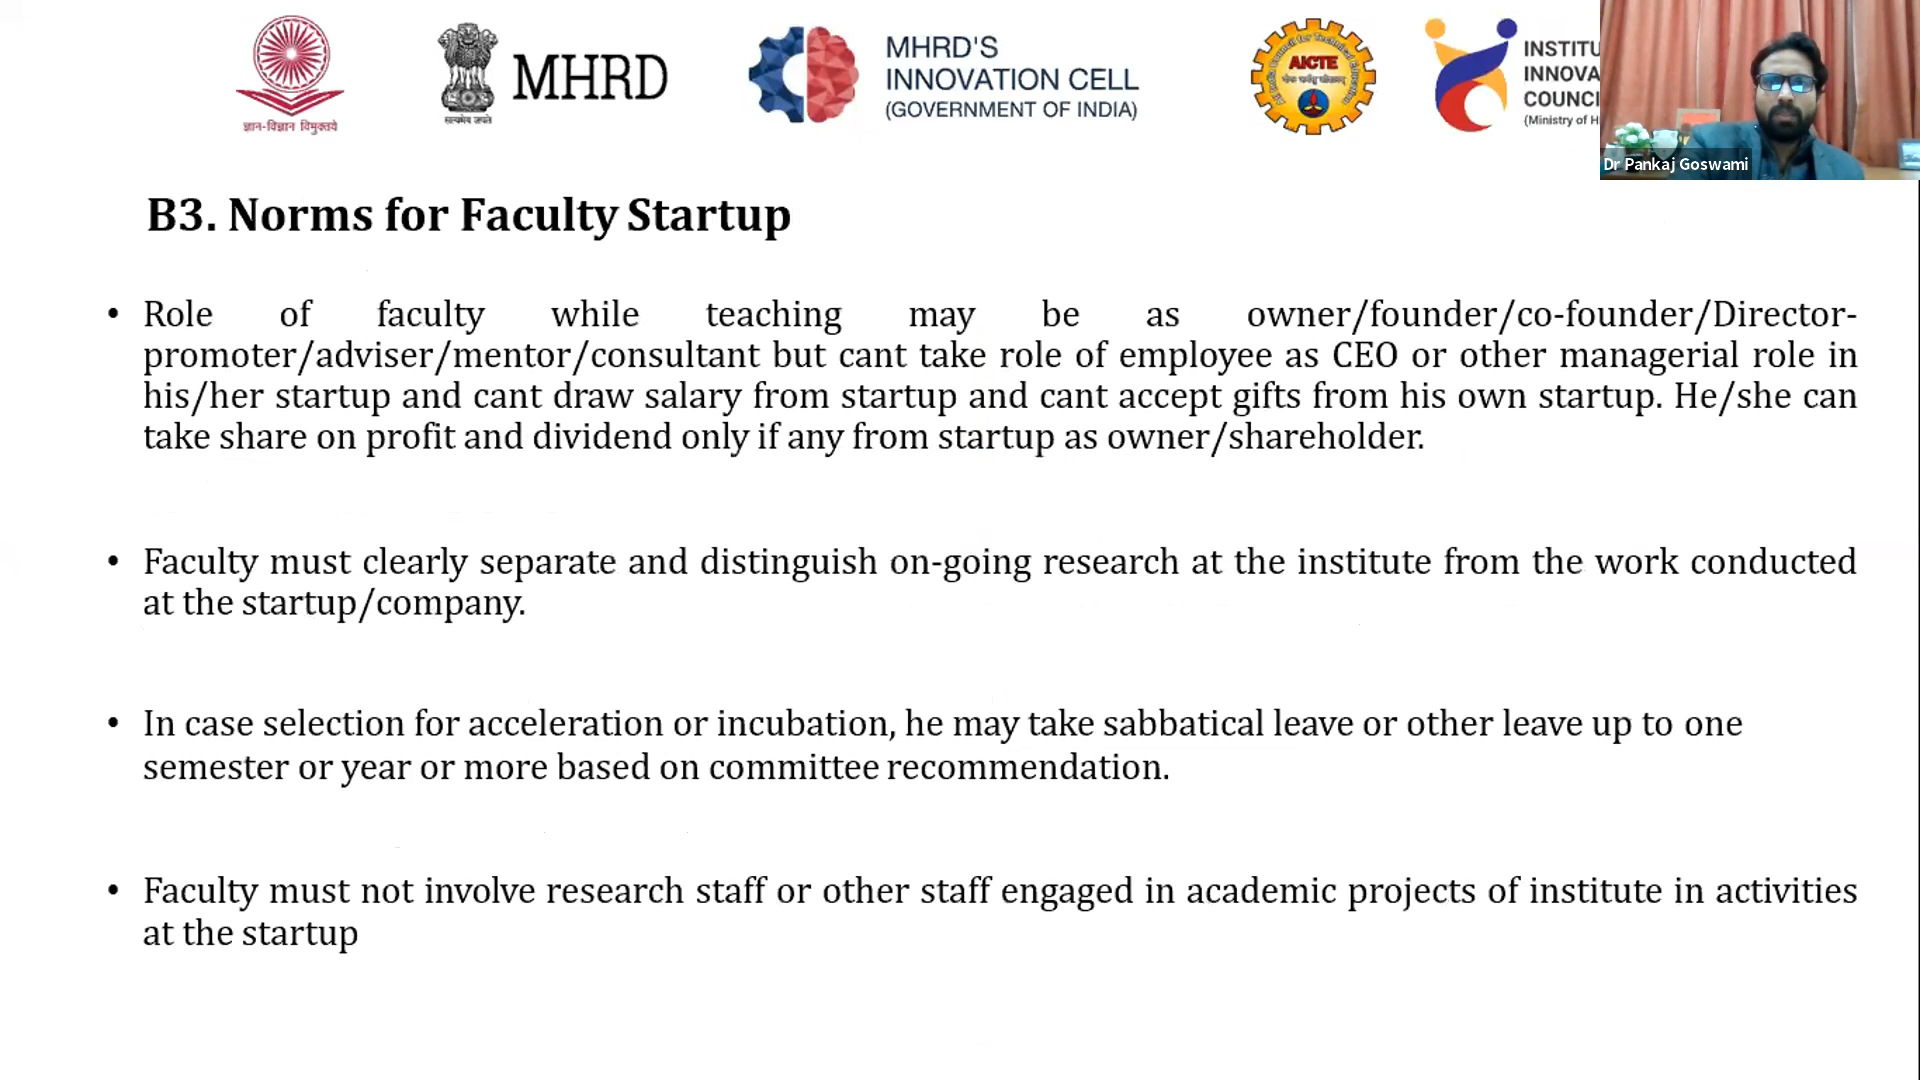 ज्ञान-विज्ञान विमुक्तये
सत्यमेव जयते
MHRD
MHRD'S
INNOVATION CELL
(GOVERNMENT OF INDIA)
All India Council for Technical Education
AICTE
INSTITU
INNOVA
COUNCI
(Ministry of H
Dr Pankaj Goswami
B3. Norms for Faculty Startup
• Role of faculty while teaching may be as owner/founder/co-founder/Director-
promoter/adviser/mentor/consultant but cant take role of employee as CEO or other managerial role in
his/her startup and cant draw salary from startup and cant accept gifts from his own startup. He/she can
take share on profit and dividend only if any from startup as owner/shareholder.
• Faculty must clearly separate and distinguish on-going research at the institute from the work conducted
at the startup/company.
• In case selection for acceleration or incubation, he may take sabbatical leave or other leave up to one
semester or year or more based on committee recommendation.
• Faculty must not involve research staff or other staff engaged in academic projects of institute in activities
at the startup